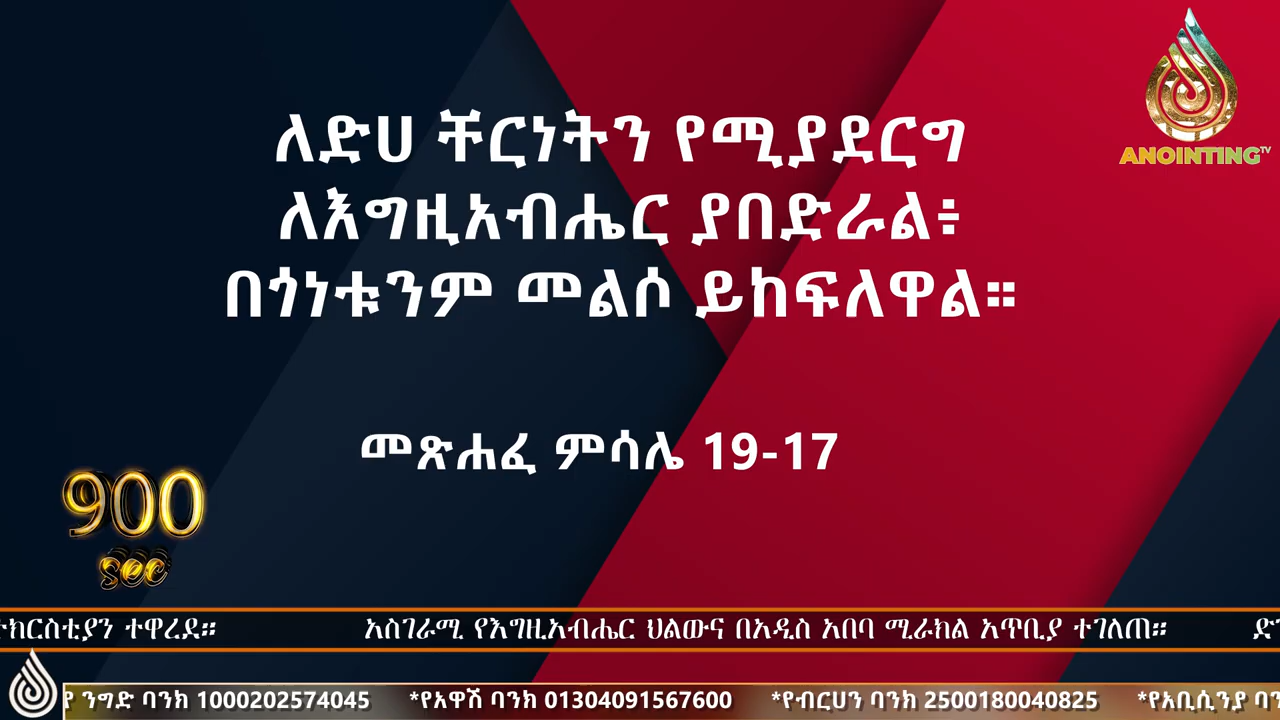 ለድሀ ቸርነትን የሚያደርግ
ለእግዚአብሔር ያበድራል፥
በጎነቱንም መልሶ ይከፍለዋል።
መጽሐፈ ምሳሌ 19-17
ANOINTING TV
900
sec
ተዋረደ። አስገራሚ የእግዚአብሔር ህልውና በአዲስ አበባ ሚራክል አጥቢያ ተገለጠ።
ንግድ ባንክ 1000202574045 *የአዋሽ ባንክ 01304091567600 *የብርሀን ባንክ 2500180040825 *የአቢሲንያ